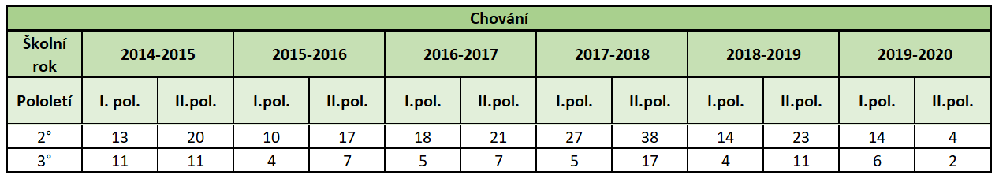 Chování
Školní rok 2014-2015 2015-2016 2016-2017 2017-2018 2018-2019 2019-2020
Pololetí I. pol. II.pol. I.pol. II.pol. I.pol. II.pol. I.pol. II.pol. I.pol. II.pol. I.pol. II.pol.
2° 13 20 10 17 18 21 27 38 14 23 14 4
3° 11 11 4 7 5 7 5 17 4 11 6 2